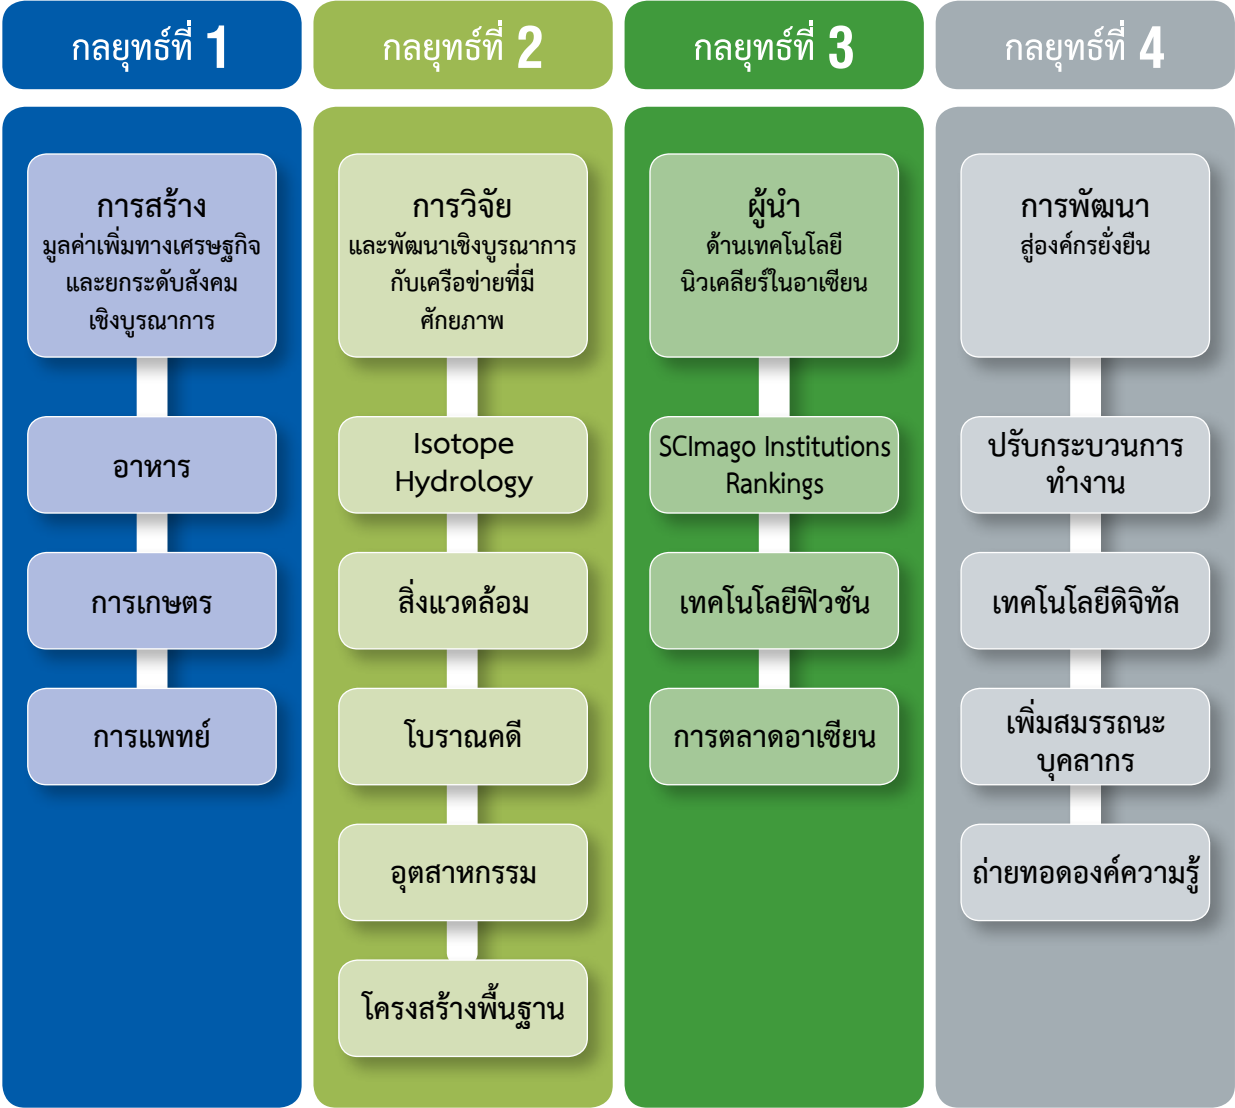 กลยุทธ์ที่ 1
การสร้าง
มูลค่าเพิ่มทางเศรษฐกิจ
และยกระดับสังคม
เชิงบูรณาการ
อาหาร
การเกษตร
การแพทย์
กลยุทธ์ที่ 2
การวิจัย
และพัฒนาเชิงบูรณาการ
กับเครือข่ายที่มี
ศักยภาพ
Isotope
Hydrology
สิ่งแวดล้อม
โบราณคดี
อุตสาหกรรม
โครงสร้างพื้นฐาน
กลยุทธ์ที่ 3
ผู้นำ
ด้านเทคโนโลยี
นิวเคลียร์ในอาเซียน
SCImago Institutions
Rankings
เทคโนโลยีฟิวชัน
การตลาดอาเซียน
กลยุทธ์ที่ 4
การพัฒนา
สู่องค์กรยั่งยืน
ปรับกระบวนการ
ทำงาน
เทคโนโลยีดิจิทัล
เพิ่มสมรรถนะ
บุคลากร
ถ่ายทอดองค์ความรู้